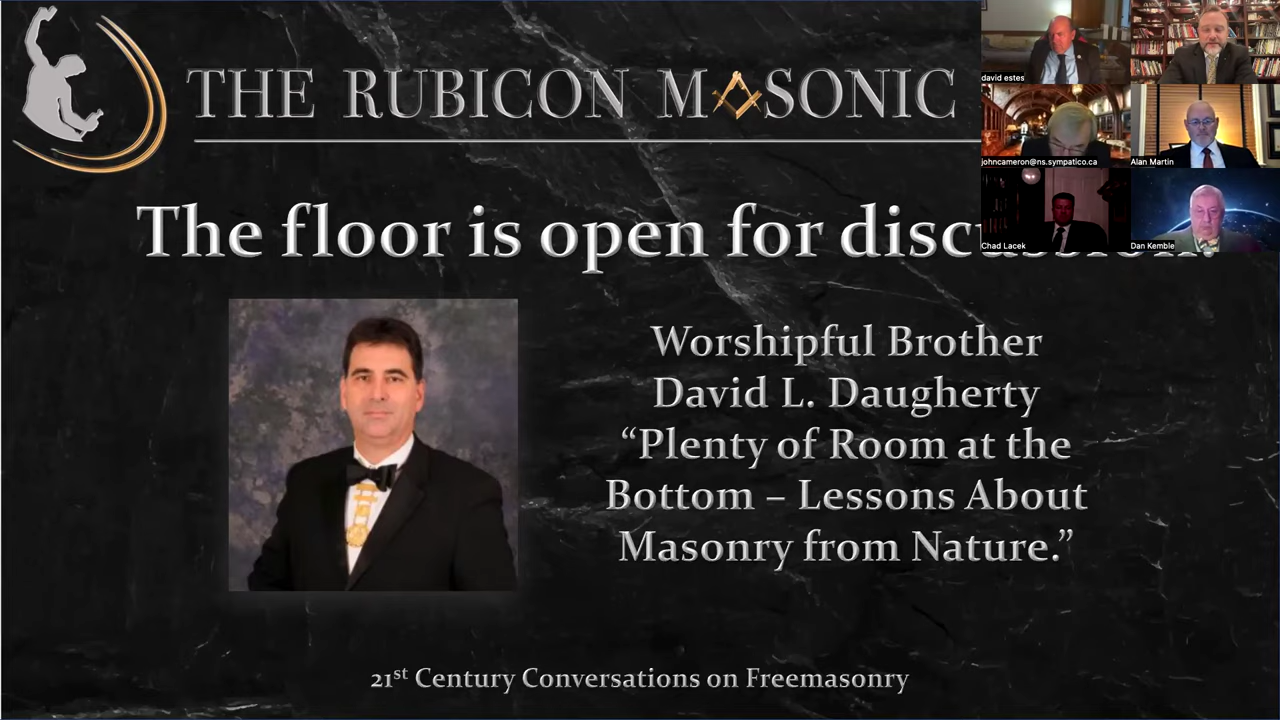 THE RUBICON MASONIC
The floor is open for discussion.
Worshipful Brother
David L. Daugherty
“Plenty of Room at the
Bottom – Lessons About
Masonry from Nature.”
21st Century Conversations on Freemasonry
david estes
johncameron@ns.sympatico.ca
Alan Martin
Chad Lacek
Dan Kemble